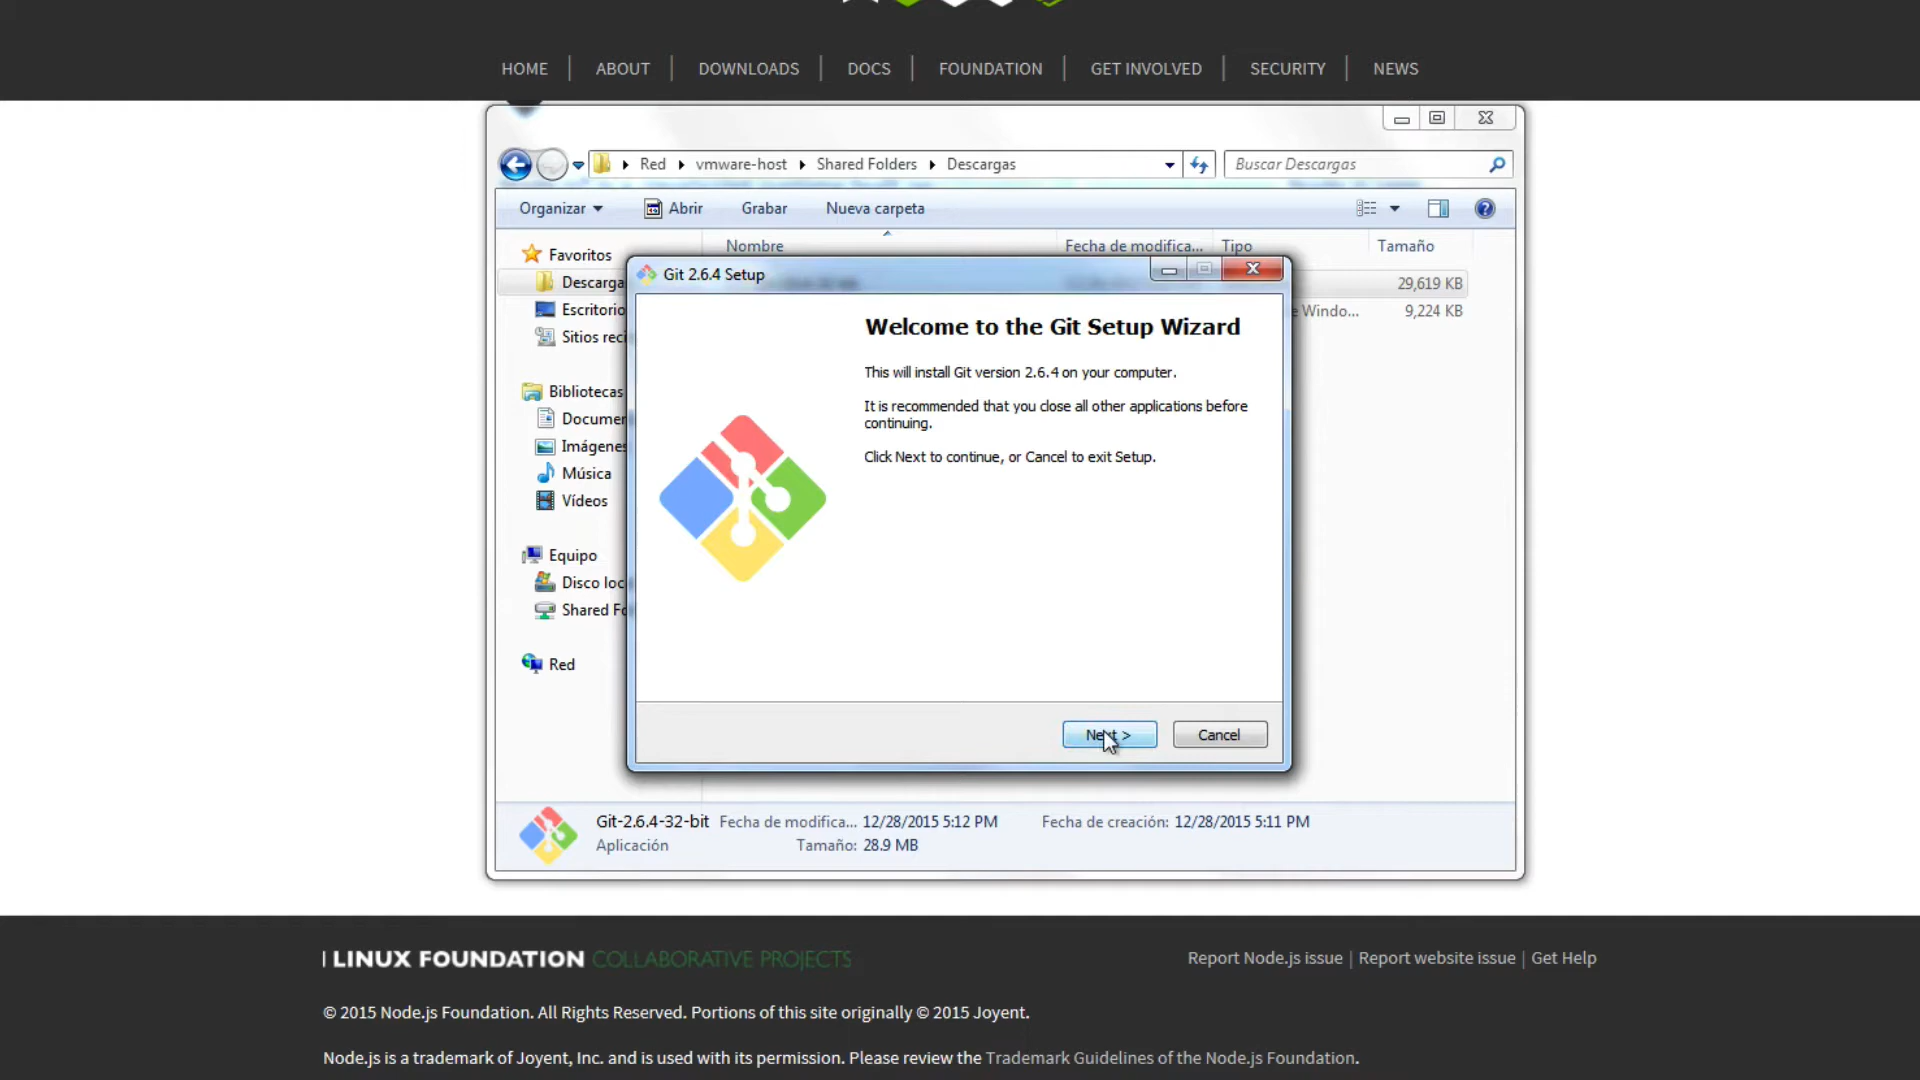 HOME
ABOUT
DOWNLOADS
DOCS
FOUNDATION
GET INVOLVED
SECURITY
NEWS
Red
vmware-host
Shared Folders
Descargas
Buscar Descargas
Organizar
Abrir
Grabar
Nueva carpeta
Nombre
Fecha de modifica...
Tipo
Tamaño
29,619 KB
e Windo...
9,224 KB
Favoritos
Descarga
Escritorio
Sitios reci
Bibliotecas
Documen
Imágenes
Música
Vídeos
Equipo
Disco loc
Shared Fo
Red
Git 2.6.4 Setup
Welcome to the Git Setup Wizard
This will install Git version 2.6.4 on your computer.
It is recommended that you close all other applications before
continuing.
Click Next to continue, or Cancel to exit Setup.
Next >
Cancel
Git-2.6.4-32-bit Fecha de modifica... 12/28/2015 5:12 PM Fecha de creación: 12/28/2015 5:11 PM
Aplicación Tamaño: 28.9 MB
LINUX FOUNDATION COLLABORATIVE PROJECTS
Report Node.js issue | Report website issue | Get Help
© 2015 Node.js Foundation. All Rights Reserved. Portions of this site originally © 2015 Joyent.
Node.js is a trademark of Joyent, Inc. and is used with its permission. Please review the Trademark Guidelines of the Node.js Foundation.